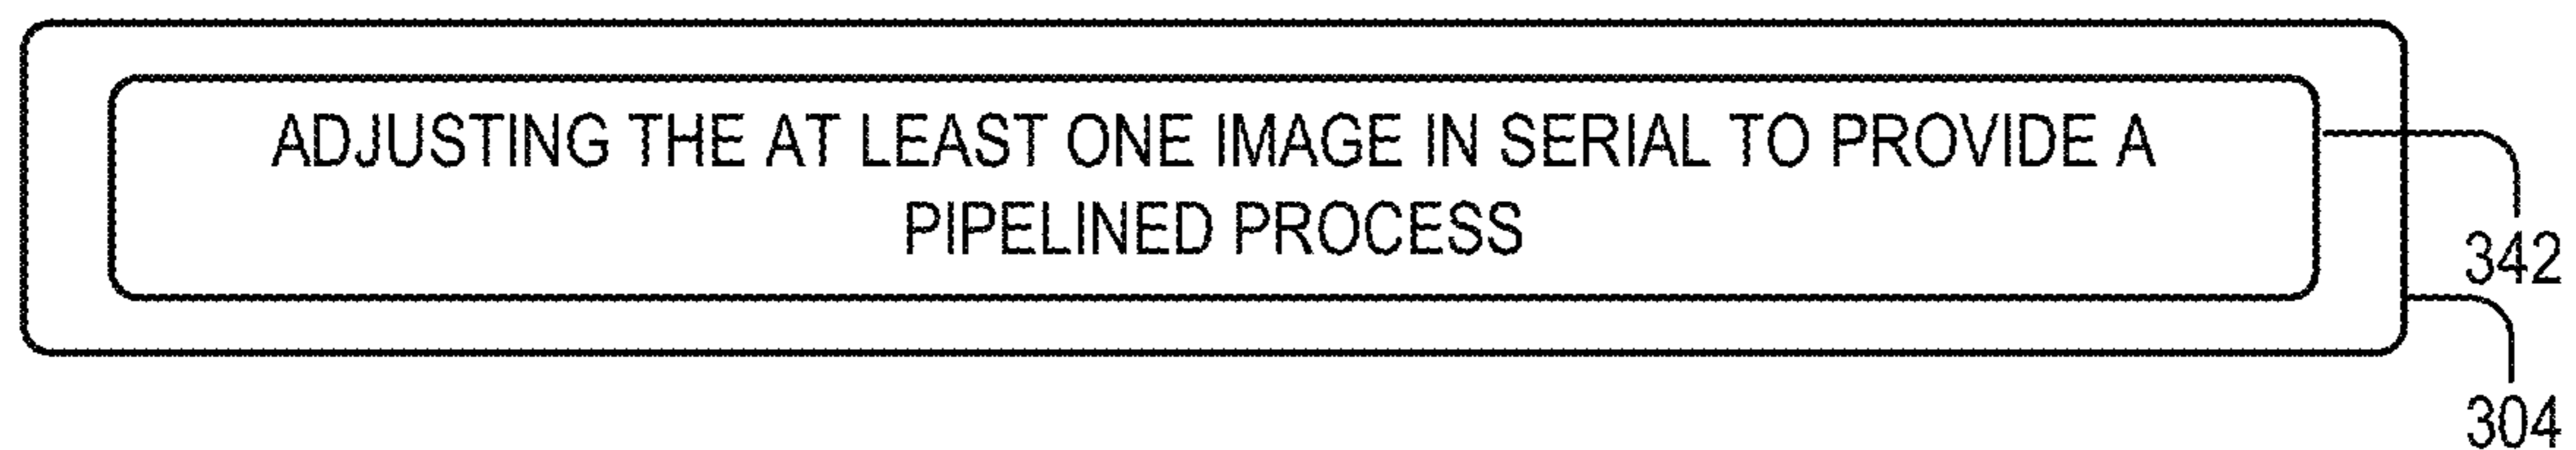 ADJUSTING THE AT LEAST ONE IMAGE IN SERIAL TO PROVIDE A
PIPELINED PROCESS
342
304